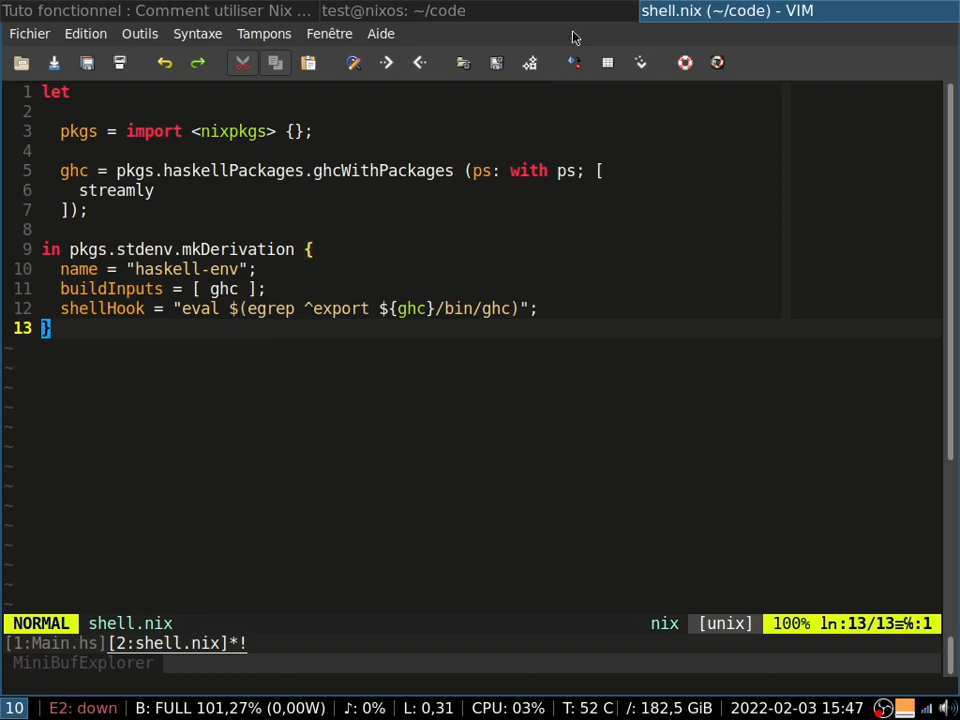 Tuto fonctionnel : Comment utiliser Nix ... test@nixos: ~/code shell.nix (~/code) - VIM
Fichier Edition Outils Syntaxe Tampons Fenêtre Aide
1 let
2
3 pkgs = import <nixpkgs> {};
4
5 ghc = pkgs.haskellPackages.ghcWithPackages (ps: with ps; [
6 streamly
7 ]);
8
9 in pkgs.stdenv.mkDerivation {
10 name = "haskell-env";
11 buildInputs = [ ghc ];
12 shellHook = "eval $(egrep ^export ${ghc}/bin/ghc)";
13 }
~
~
~
~
~
~
~
~
~
~
~
~
~
~
NORMAL shell.nix nix [unix] 100% ln:13/13≡℅:1
[1:Main.hs][2:shell.nix]*!
MiniBufExplorer
10 E2: down | B: FULL 101,27% (0,00W) | ♪: 0% | L: 0,31 | CPU: 03% | T: 52 C | /: 182,5 GiB | 2022-02-03 15:47